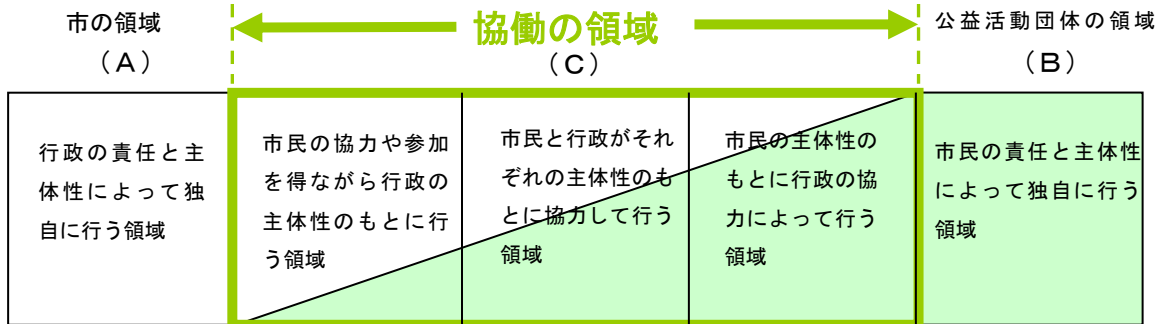 市の領域
（A）
協働の領域
（C）
公益活動団体の領域
（B）
行政の責任と主
体性によって独
自に行う領域
市民の協力や参加
を得ながら行政の
主体性のもとに行
う領域
市民と行政がそれ
ぞれの主体性のも
とに協力して行う
領域
市民の主体性の
もとに行政の協
力によって行う
領域
市民の責任と主体性
によって独自に行う
領域